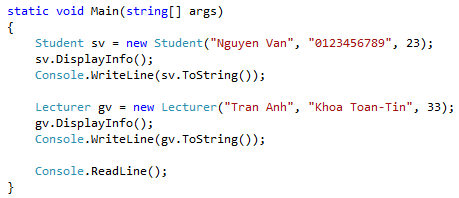 static void Main(string[] args)
{
    Student sv = new Student("Nguyen Van", "0123456789", 23);
    sv.DisplayInfo();
    Console.WriteLine(sv.ToString());

    Lecturer gv = new Lecturer("Tran Anh", "Khoa Toan-Tin", 33);
    gv.DisplayInfo();
    Console.WriteLine(gv.ToString());

    Console.ReadLine();
}